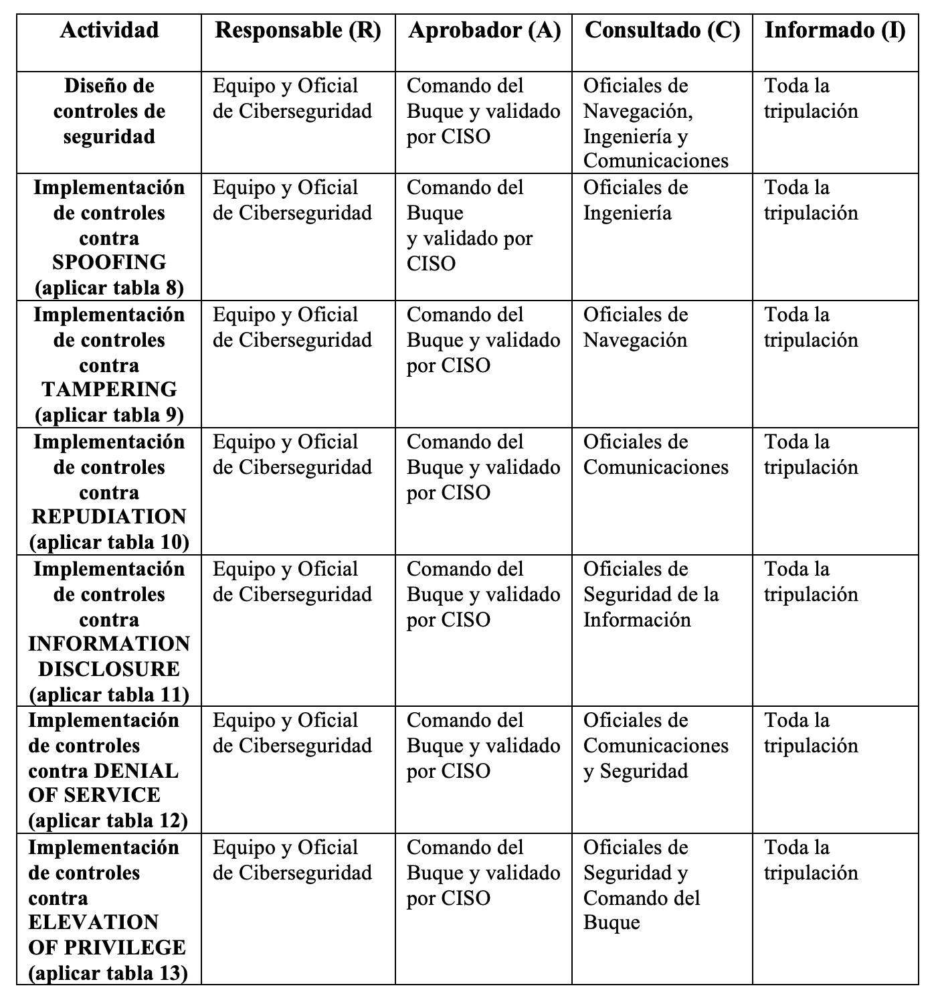 Actividad
Responsable (R)
Aprobador (A)
Consultado (C)
Informado (I)
Diseño de
controles de
seguridad
Equipo y Oficial
de Ciberseguridad
Comando del
Buque y validado
por CISO
Oficiales de
Navegación,
Ingeniería y
Comunicaciones
Toda la
tripulación
Implementación
de controles
contra
SPOOFING
(aplicar tabla 8)
Equipo y Oficial
de Ciberseguridad
Comando del
Buque
y validado por
CISO
Oficiales de
Ingeniería
Toda la
tripulación
Implementación
de controles
contra
TAMPERING
(aplicar tabla 9)
Equipo y Oficial
de Ciberseguridad
Comando del
Buque y validado
por CISO
Oficiales de
Navegación
Toda la
tripulación
Implementación
de controles
contra
REPUDIATION
(aplicar tabla 10)
Equipo y Oficial
de Ciberseguridad
Comando del
Buque y validado
por CISO
Oficiales de
Comunicaciones
Toda la
tripulación
Implementación
de controles
contra
INFORMATION
DISCLOSURE
(aplicar tabla 11)
Equipo y Oficial
de Ciberseguridad
Comando del
Buque y validado
por CISO
Oficiales de
Seguridad de la
Información
Toda la
tripulación
Implementación
de controles
contra DENIAL
OF SERVICE
(aplicar tabla 12)
Equipo y Oficial
de Ciberseguridad
Comando del
Buque y validado
por CISO
Oficiales de
Comunicaciones
y Seguridad
Toda la
tripulación
Implementación
de controles
contra
ELEVATION
OF PRIVILEGE
(aplicar tabla 13)
Equipo y Oficial
de Ciberseguridad
Comando del
Buque y validado
por CISO
Oficiales de
Seguridad y
Comando del
Buque
Toda la
tripulación